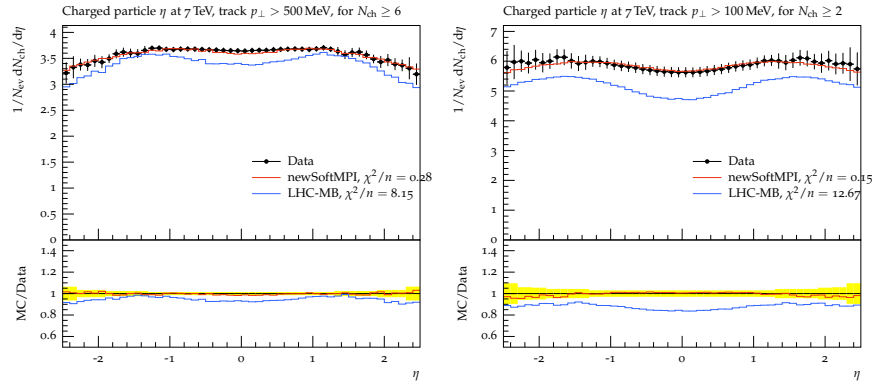 Charged particle η at 7 TeV, track p⊥ > 500 MeV, for Nch ≥ 6
1/Nev dNch/dη
4
3.5
3
2.5
2
1.5
1
0.5
0
Data
newSoftMPI, χ²/n = 0.28
LHC-MB, χ²/n = 8.15
MC/Data
1.4
1.2
1
0.8
0.6
-2 -1 0 1 2
η
Charged particle η at 7 TeV, track p⊥ > 100 MeV, for Nch ≥ 2
1/Nev dNch/dη
7
6
5
4
3
2
1
0
Data
newSoftMPI, χ²/n = 0.15
LHC-MB, χ²/n = 12.67
MC/Data
1.4
1.2
1
0.8
0.6
-2 -1 0 1 2
η